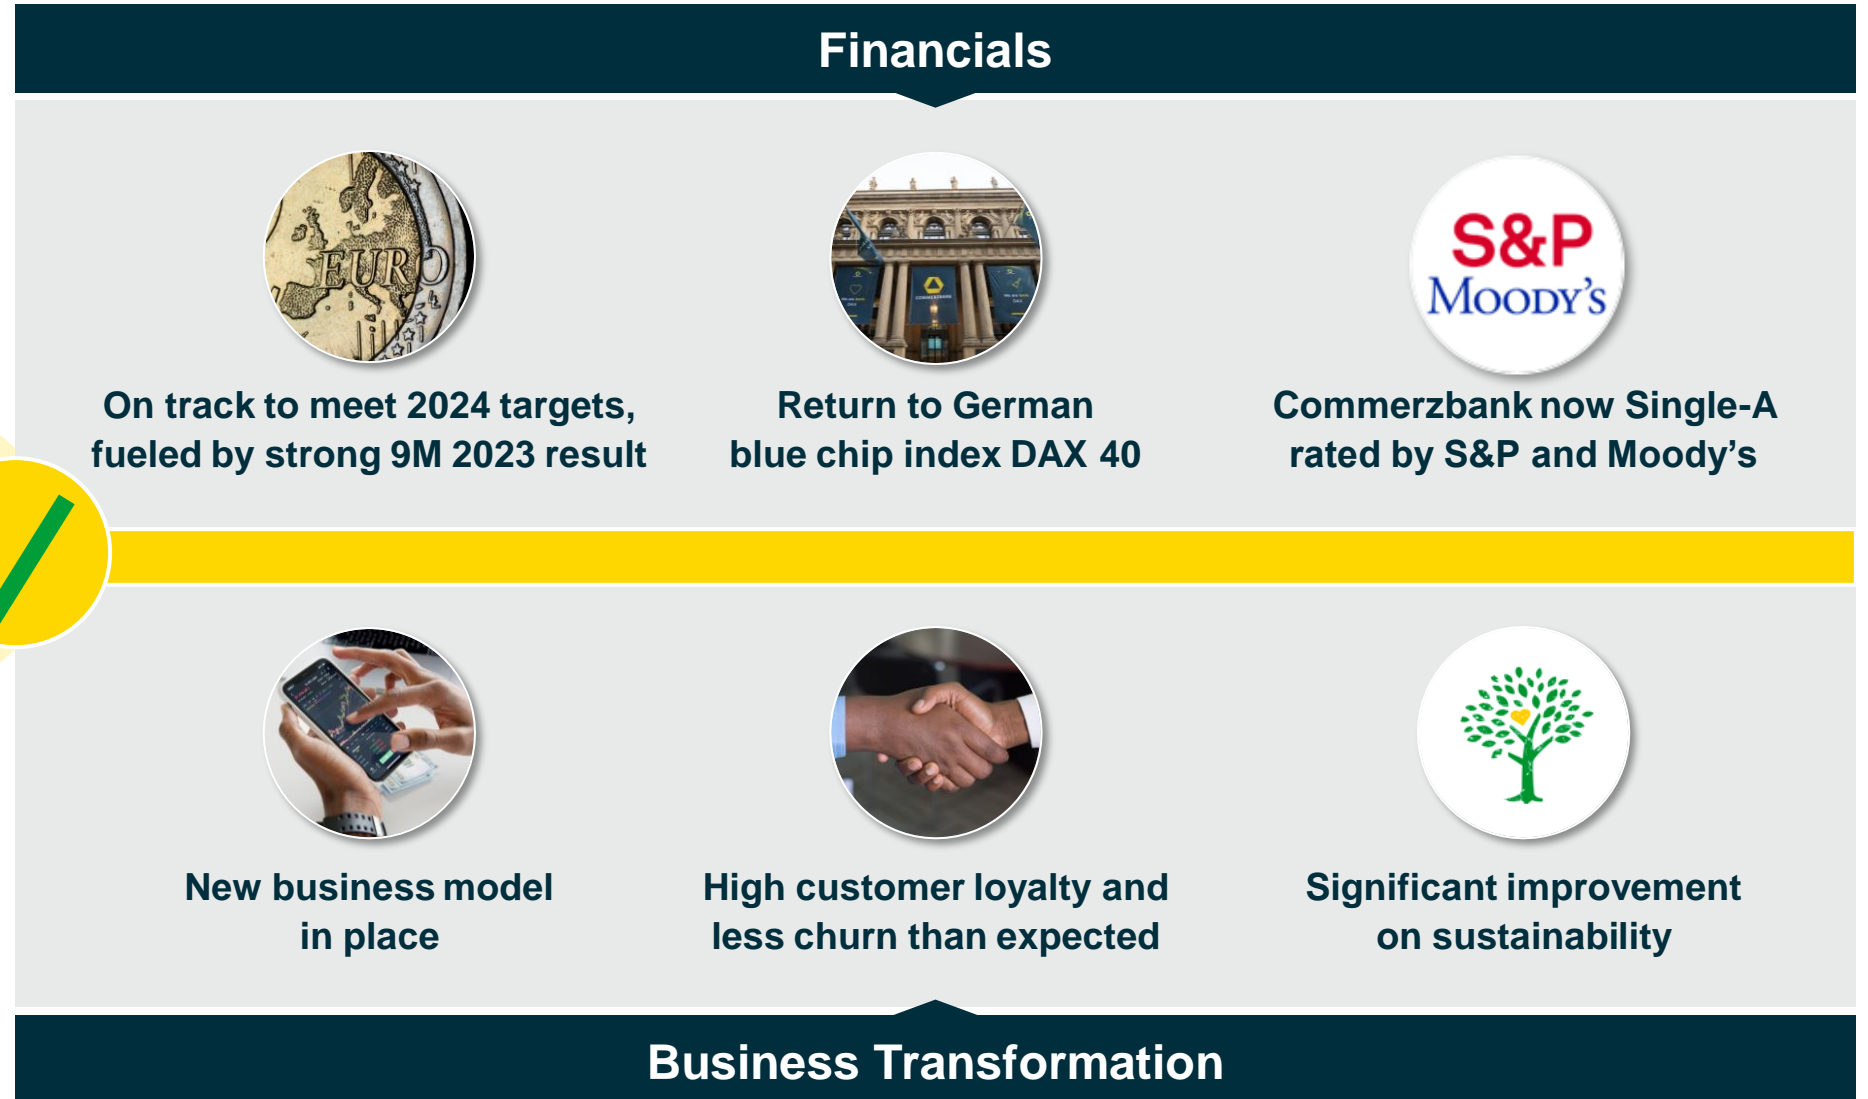 Financials
EURO
COMMERZBANK
S&P
MOODY'S
On track to meet 2024 targets,
fueled by strong 9M 2023 result
Return to German
blue chip index DAX 40
Commerzbank now Single-A
rated by S&P and Moody’s
New business model
in place
High customer loyalty and
less churn than expected
Significant improvement
on sustainability
Business Transformation